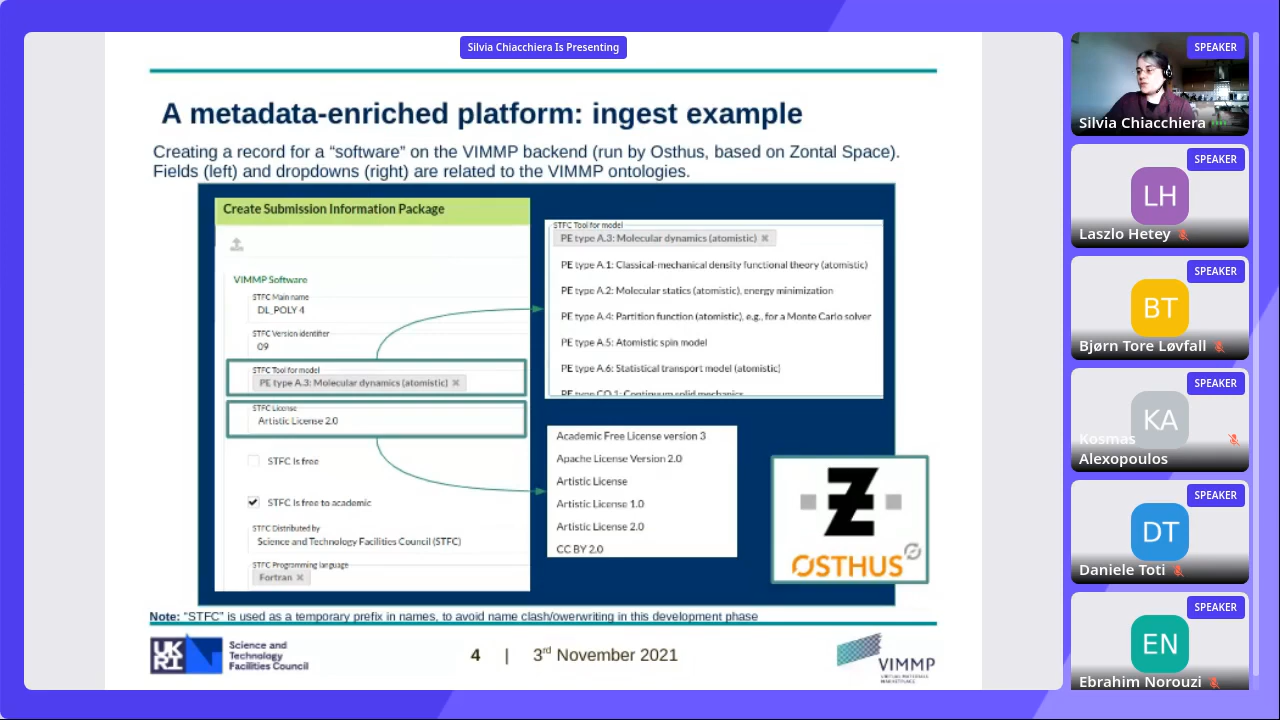 Silvia Chiacchiera Is Presenting
A metadata-enriched platform: ingest example
Creating a record for a “software” on the VIMMP backend (run by Osthus, based on Zontal Space).
Fields (left) and dropdowns (right) are related to the VIMMP ontologies.
Create Submission Information Package
VIMMP Software
STFC Main name
DL_POLY 4
STFC Version identifier
09
STFC Tool for model
PE type A.3: Molecular dynamics (atomistic) ✖
STFC License
Artistic License 2.0
STFC Is free
STFC Is free to academic
STFC Distributed by
Science and Technology Facilities Council (STFC)
STFC Programming language
Fortran ✖
STFC Tool for model
PE type A.3: Molecular dynamics (atomistic) ✖
PE type A.1: Classical-mechanical density functional theory (atomistic)
PE type A.2: Molecular statics (atomistic), energy minimization
PE type A.4: Partition function (atomistic), e.g., for a Monte Carlo solver
PE type A.5: Atomistic spin model
PE type A.6: Statistical transport model (atomistic)
PE type CO.1: Continuum solid mechanics
Academic Free License version 3
Apache License Version 2.0
Artistic License
Artistic License 1.0
Artistic License 2.0
CC BY 2.0
Z
OSTHUS
Note: “STFC” is used as a temporary prefix in names, to avoid name clash/owerwriting in this development phase
UKRI
Science and
Technology
Facilities Council
4 | 3rd November 2021
VIMMP
VIRTUAL MATERIALS
MARKETPLACE
SPEAKER
Silvia Chiacchiera
SPEAKER
LH
Laszlo Hetey
SPEAKER
BT
Bjørn Tore Løvfall
SPEAKER
KA
Kosmas
Alexopoulos
SPEAKER
DT
Daniele Toti
SPEAKER
EN
Ebrahim Norouzi